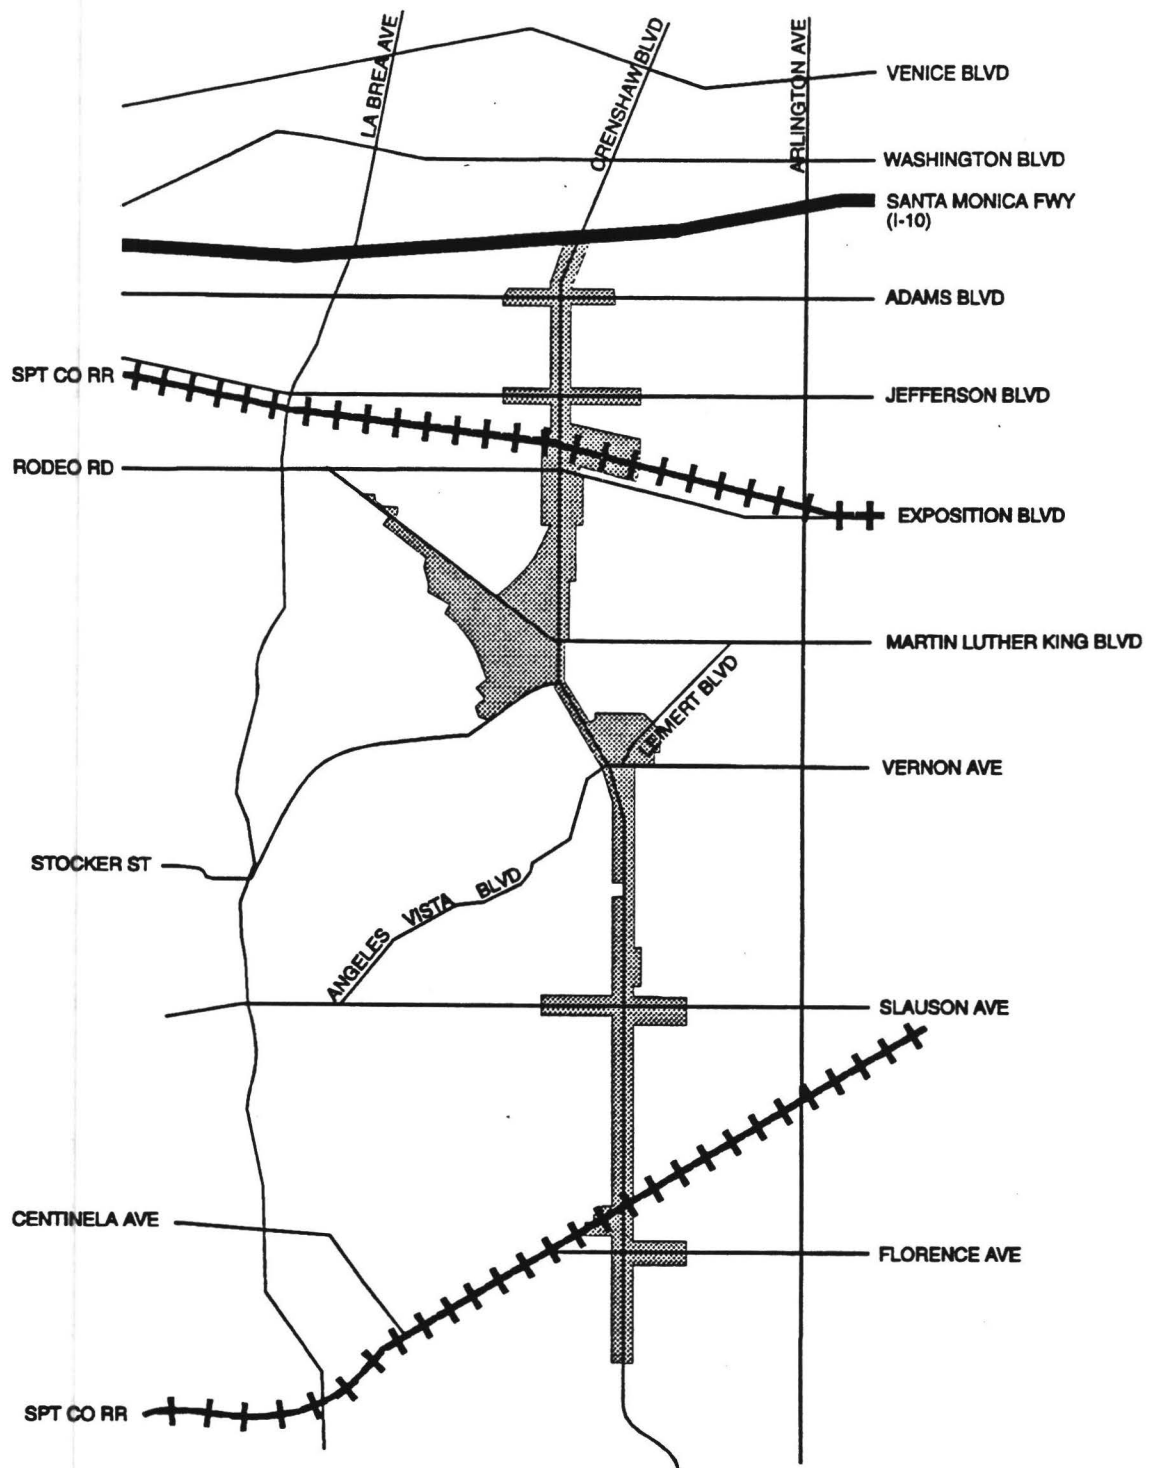 LA BREA AVE
CRENSHAW BLVD
ARLINGTON AVE
VENICE BLVD
WASHINGTON BLVD
SANTA MONICA FWY
(I-10)
ADAMS BLVD
SPT CO RR
JEFFERSON BLVD
RODEO RD
EXPOSITION BLVD
MARTIN LUTHER KING BLVD
LEIMERT BLVD
VERNON AVE
STOCKER ST
ANGELES VISTA BLVD
SLAUSON AVE
CENTINELA AVE
FLORENCE AVE
SPT CO RR